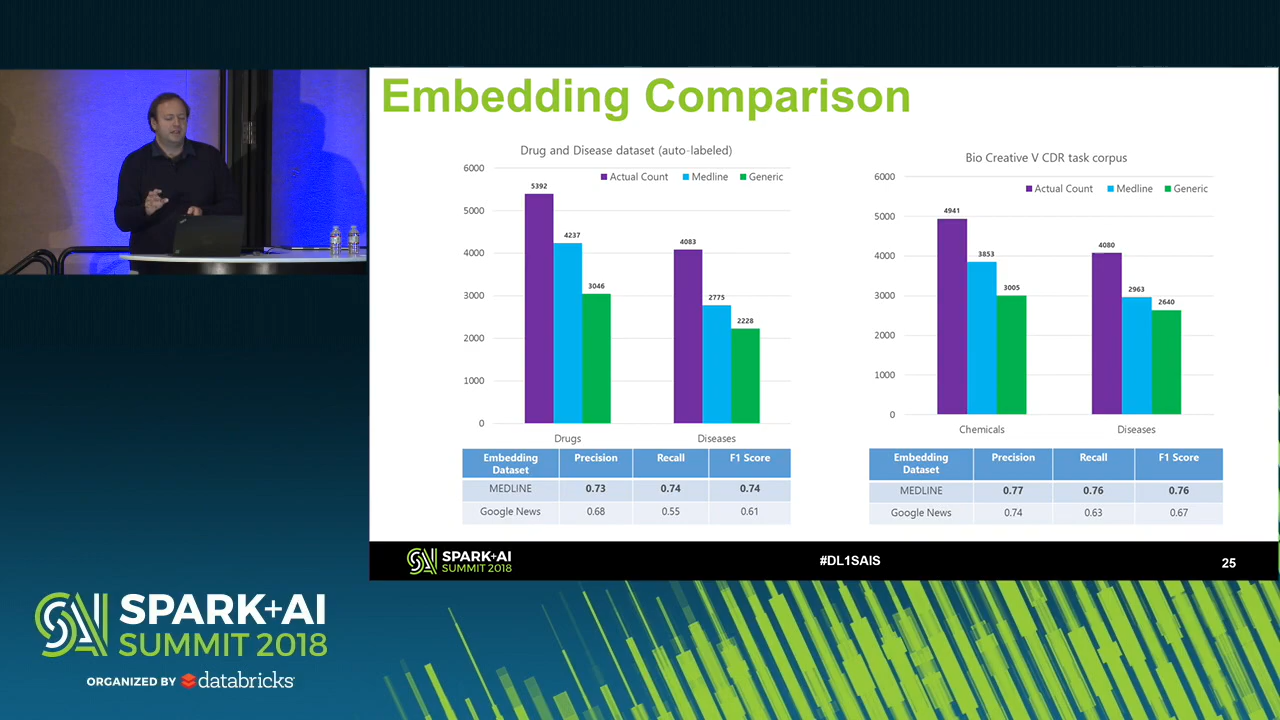 Embedding Comparison
Drug and Disease dataset (auto-labeled)
Actual Count Medline Generic
6000
5000
4000
3000
2000
1000
0
5392
4237
3046
4083
2775
2228
Drugs Diseases
Embedding Dataset Precision Recall F1 Score
MEDLINE 0.73 0.74 0.74
Google News 0.68 0.55 0.61
Bio Creative V CDR task corpus
Actual Count Medline Generic
6000
5000
4000
3000
2000
1000
0
4941
3853
3005
4080
2963
2640
Chemicals Diseases
Embedding Dataset Precision Recall F1 Score
MEDLINE 0.77 0.76 0.76
Google News 0.74 0.63 0.67
SPARK+AI
SUMMIT 2018
#DL1SAIS
25
SPARK+AI
SUMMIT 2018
ORGANIZED BY databricks